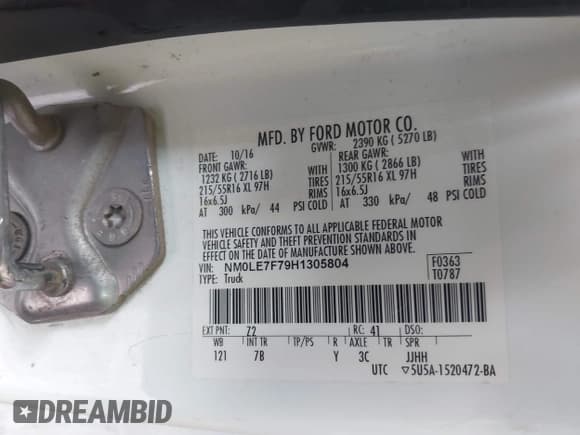 MFD. BY FORD MOTOR CO.
DATE: 10/16 GVWR: 2390 KG ( 5270 LB)
FRONT GAWR: WITH REAR GAWR: WITH
1232 KG ( 2716 LB) TIRES 1300 KG ( 2866 LB) TIRES
215/55R16 XL 97H RIMS 215/55R16 XL 97H RIMS
16x6.5J 16x6.5J
AT 300 kPa/ 44 PSI COLD AT 330 kPa/ 48 PSI COLD
THIS VEHICLE CONFORMS TO ALL APPLICABLE FEDERAL MOTOR
VEHICLE SAFETY AND THEFT PREVENTION STANDARDS IN
EFFECT ON THE DATE OF MANUFACTURE SHOWN ABOVE.
VIN: NM0LE7F79H1305804 F0363
TYPE: Truck T0787
EXT PNT: Z2 RC: 41 DSO:
WB INT TR TP/PS R AXLE TR SPR
121 7B Y 3C JJHH
UTC ▽5U5A-1520472-BA
DREAMBID